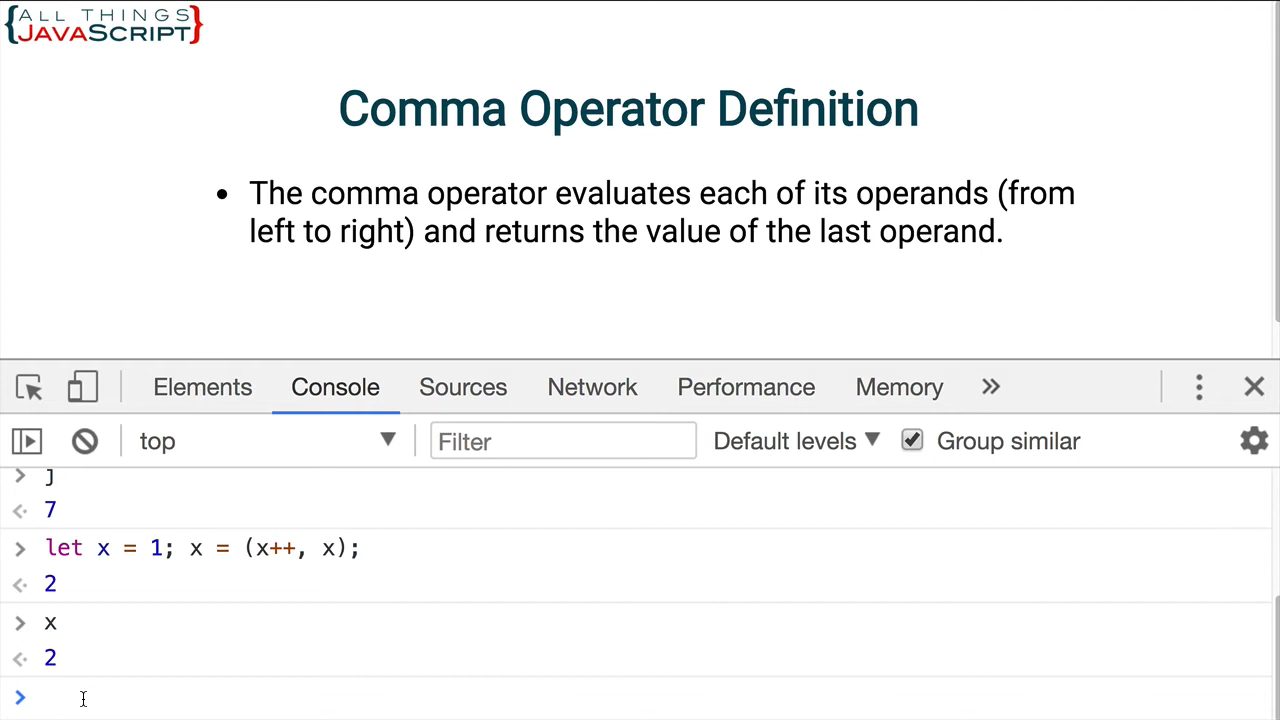 ALL THINGS
JAVASCRIPT
Comma Operator Definition
• The comma operator evaluates each of its operands (from
left to right) and returns the value of the last operand.
Elements Console Sources Network Performance Memory »
top ▼ Filter Default levels ▼ Group similar
> j
<· 7
> let x = 1; x = (x++, x);
<· 2
> x
<· 2
>